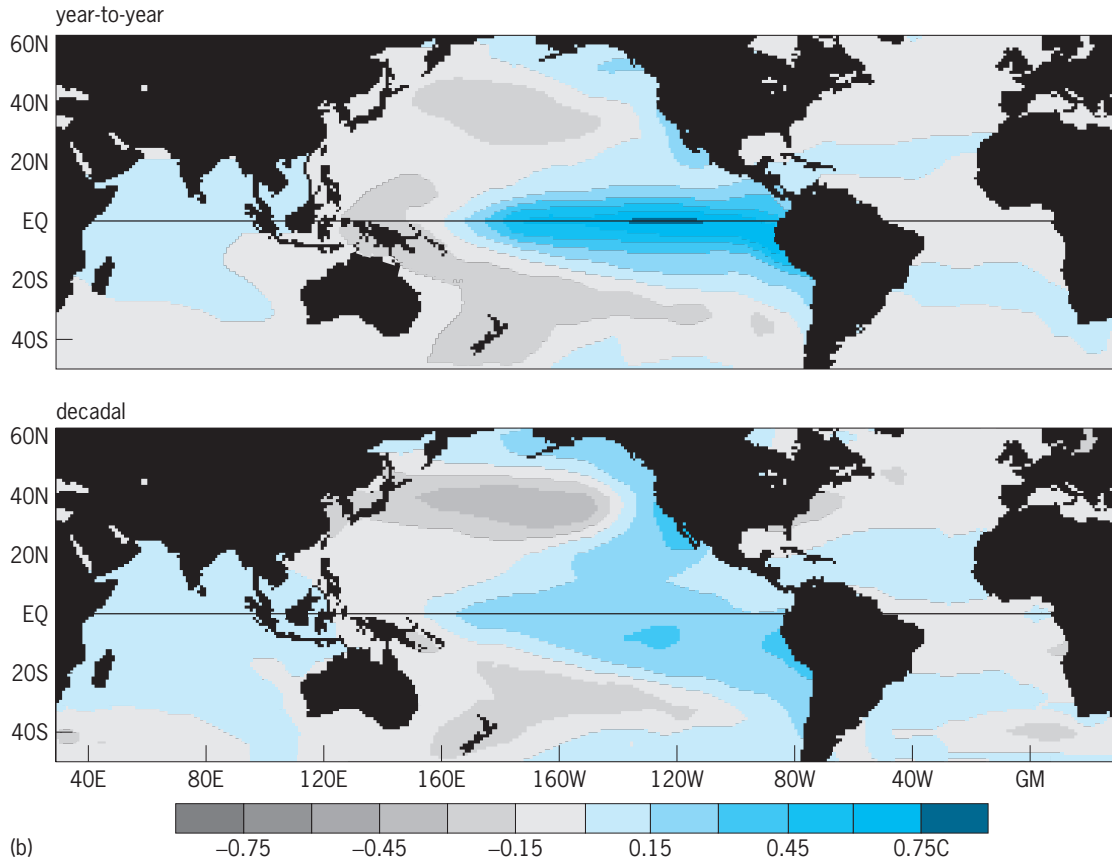 year-to-year
60N
40N
20N
EQ
20S
40S
decadal
60N
40N
20N
EQ
20S
40S
40E 80E 120E 160E 160W 120W 80W 40W GM
(b) −0.75 −0.45 −0.15 0.15 0.45 0.75C